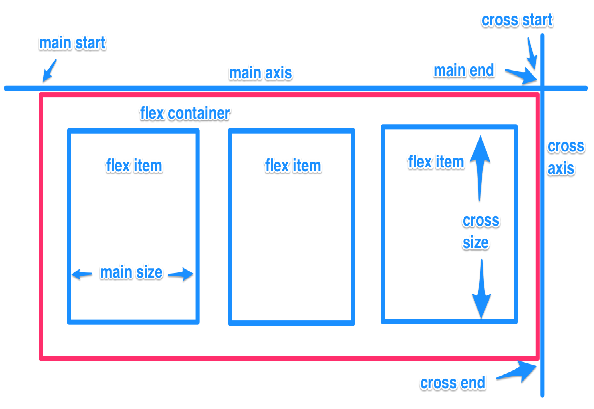 cross start
main start
main axis
main end
flex container
cross
axis
flex item
flex item
flex item
cross
size
main size
cross end